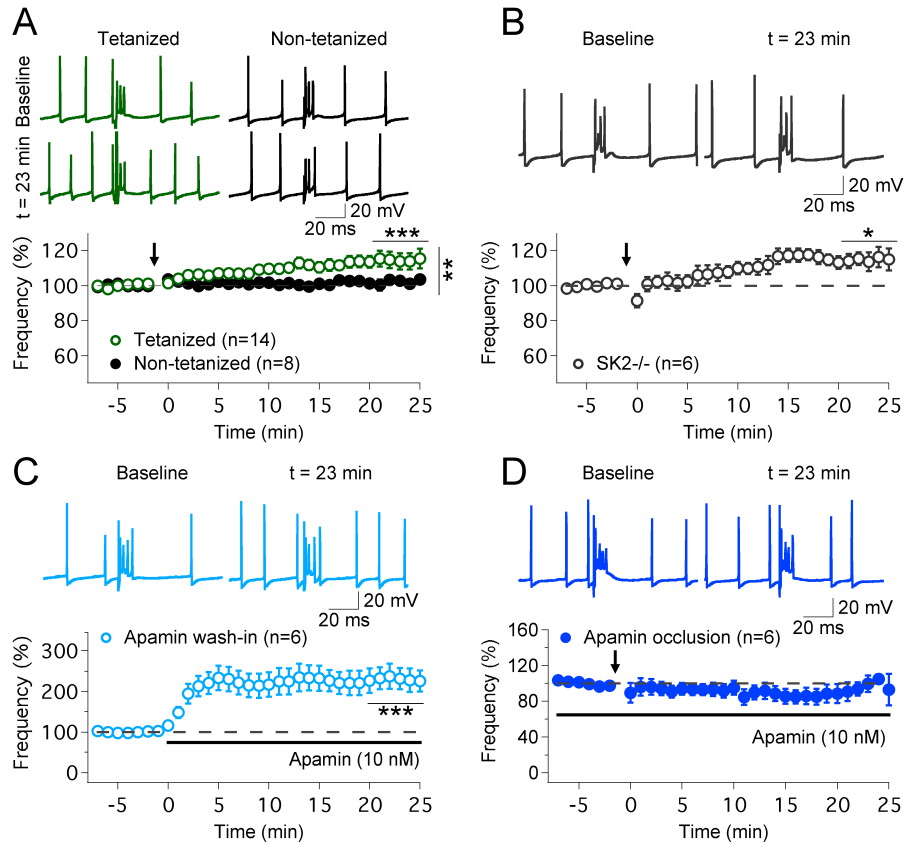 A
Tetanized
Non-tetanized
Baseline
t = 23 min
20 mV
20 ms
Frequency (%)
120
100
80
60
***
**
Tetanized (n=14)
Non-tetanized (n=8)
-5 0 5 10 15 20 25
Time (min)
B
Baseline
t = 23 min
20 mV
20 ms
Frequency (%)
120
100
80
60
*
SK2-/- (n=6)
-5 0 5 10 15 20 25
Time (min)
C
Baseline
t = 23 min
20 mV
20 ms
Frequency (%)
300
200
100
0
Apamin wash-in (n=6)
***
Apamin (10 nM)
-5 0 5 10 15 20 25
Time (min)
D
Baseline
t = 23 min
20 mV
20 ms
Frequency (%)
160
120
80
40
0
Apamin occlusion (n=6)
Apamin (10 nM)
-5 0 5 10 15 20 25
Time (min)